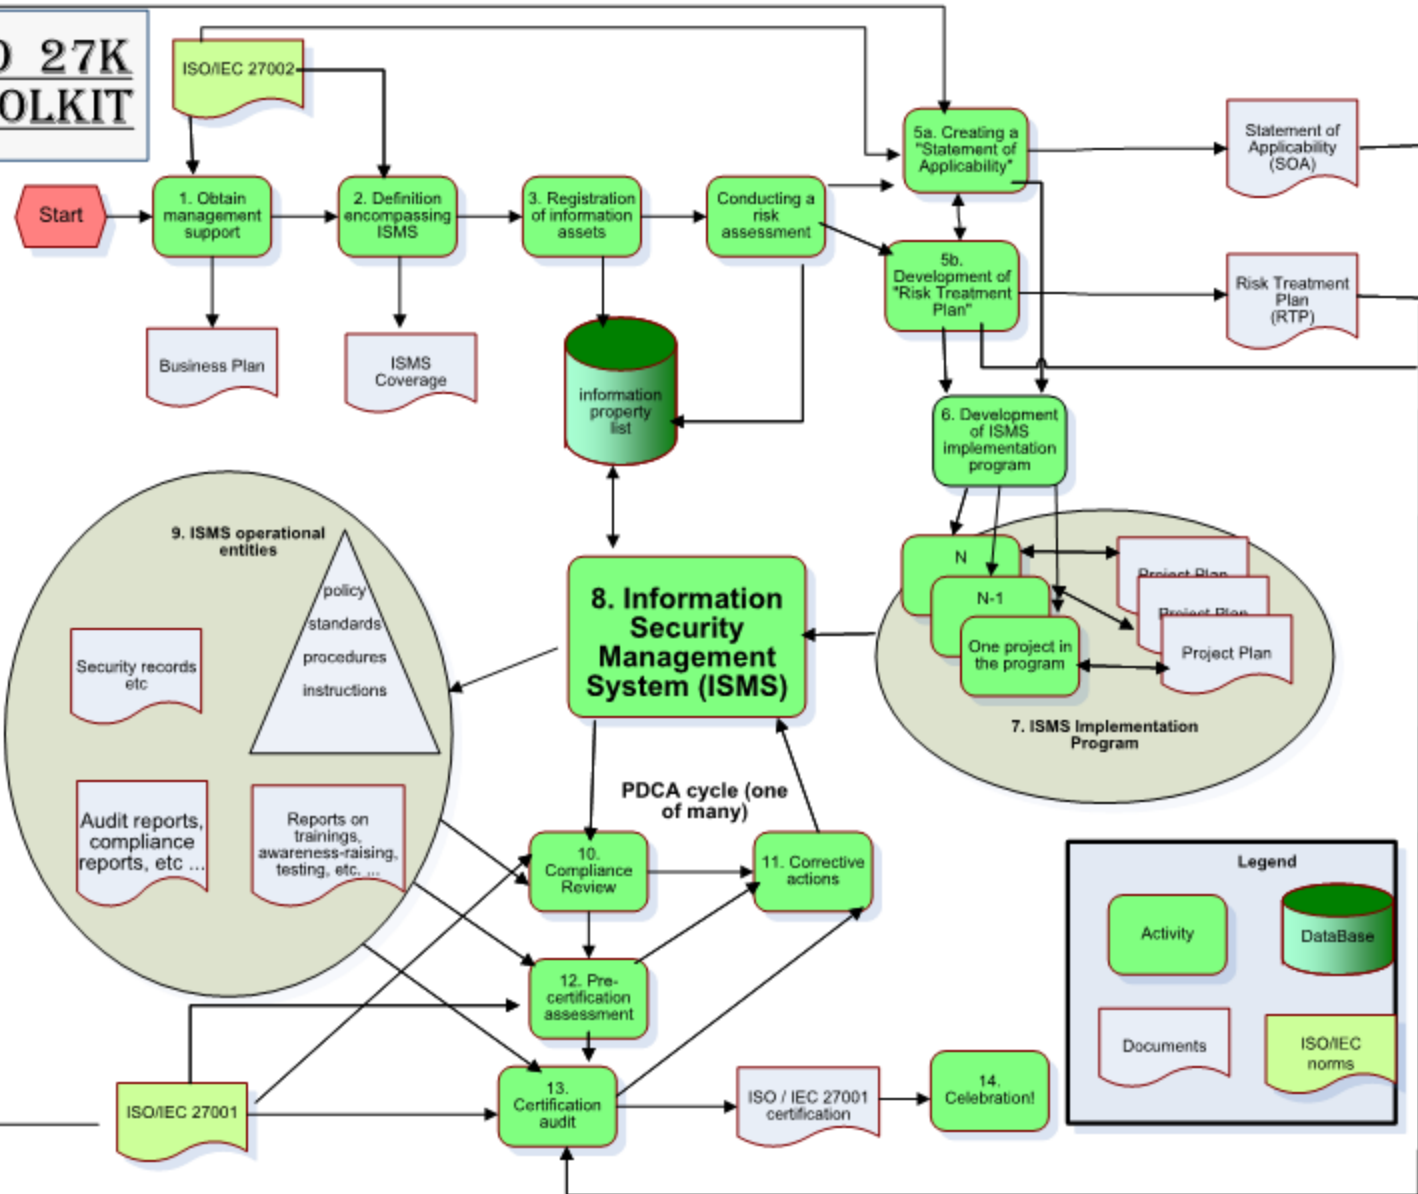 O 27K
OLKIT
ISO/IEC 27002
5a. Creating a
"Statement of
Applicability"
Statement of
Applicability
(SOA)
Start
1. Obtain
management
support
2. Definition
encompassing
ISMS
3. Registration
of information
assets
Conducting a
risk
assessment
5b.
Development of
"Risk Treatment
Plan"
Risk Treatment
Plan
(RTP)
Business Plan
ISMS
Coverage
information
property
list
6. Development
of ISMS
implementation
program
9. ISMS operational
entities
policy
standards
procedures
instructions
Security records
etc
Audit reports,
compliance
reports, etc ...
Reports on
trainings,
awareness-raising,
testing, etc. ...
8. Information
Security
Management
System (ISMS)
N
N-1
One project in
the program
Project Plan
Project Plan
Project Plan
7. ISMS Implementation
Program
PDCA cycle (one
of many)
10.
Compliance
Review
11. Corrective
actions
12. Pre-
certification
assessment
13.
Certification
audit
ISO/IEC 27001
ISO / IEC 27001
certification
14.
Celebration!
Legend
Activity
DataBase
Documents
ISO/IEC
norms